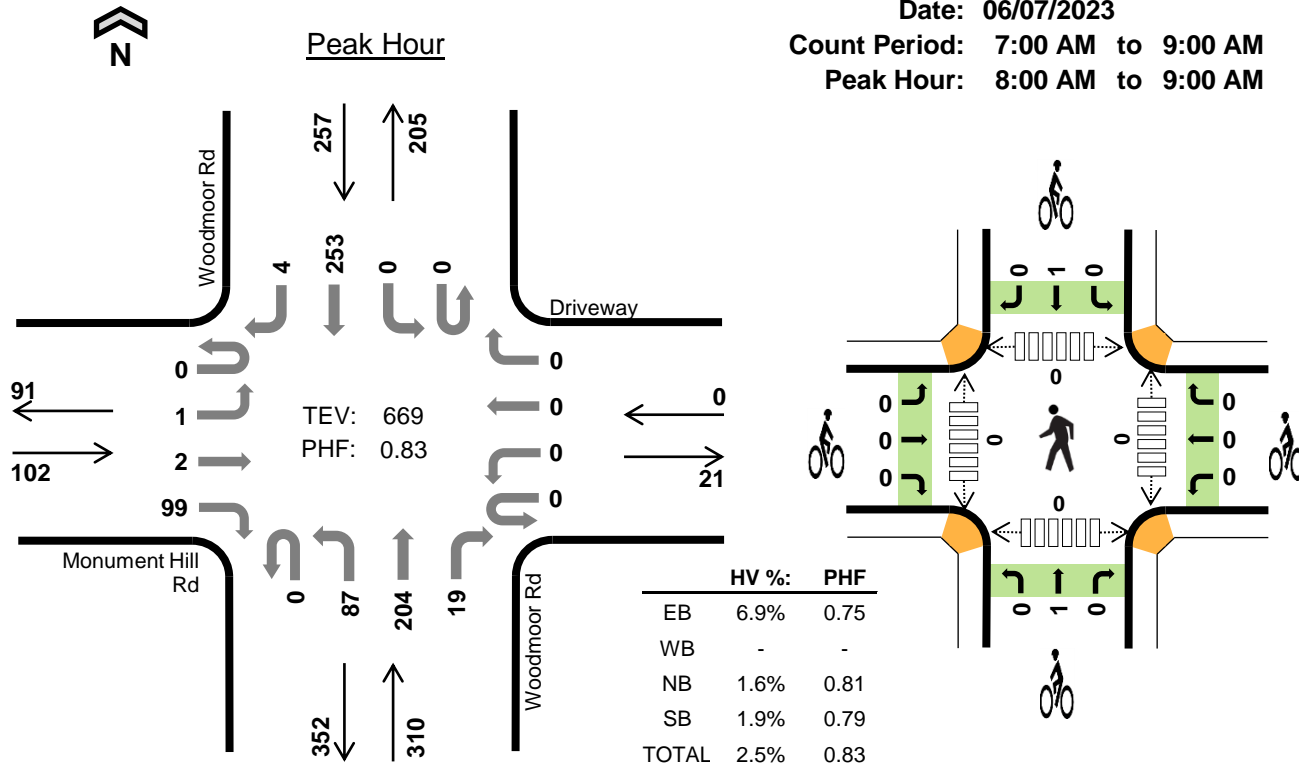 N
Peak Hour
Date: 06/07/2023
Count Period: 7:00 AM to 9:00 AM
Peak Hour: 8:00 AM to 9:00 AM
257
205
Woodmoor Rd
4
253
0
0
Driveway
0
1
2
99
91
102
TEV: 669
PHF: 0.83
0
0
0
0
0
21
Monument Hill
Rd
0
87
204
19
Woodmoor Rd
352
310
HV %: PHF
EB 6.9% 0.75
WB - -
NB 1.6% 0.81
SB 1.9% 0.79
TOTAL 2.5% 0.83
0
1
0
0
0
0
0
0
0
0
0
0
0
0
1
0